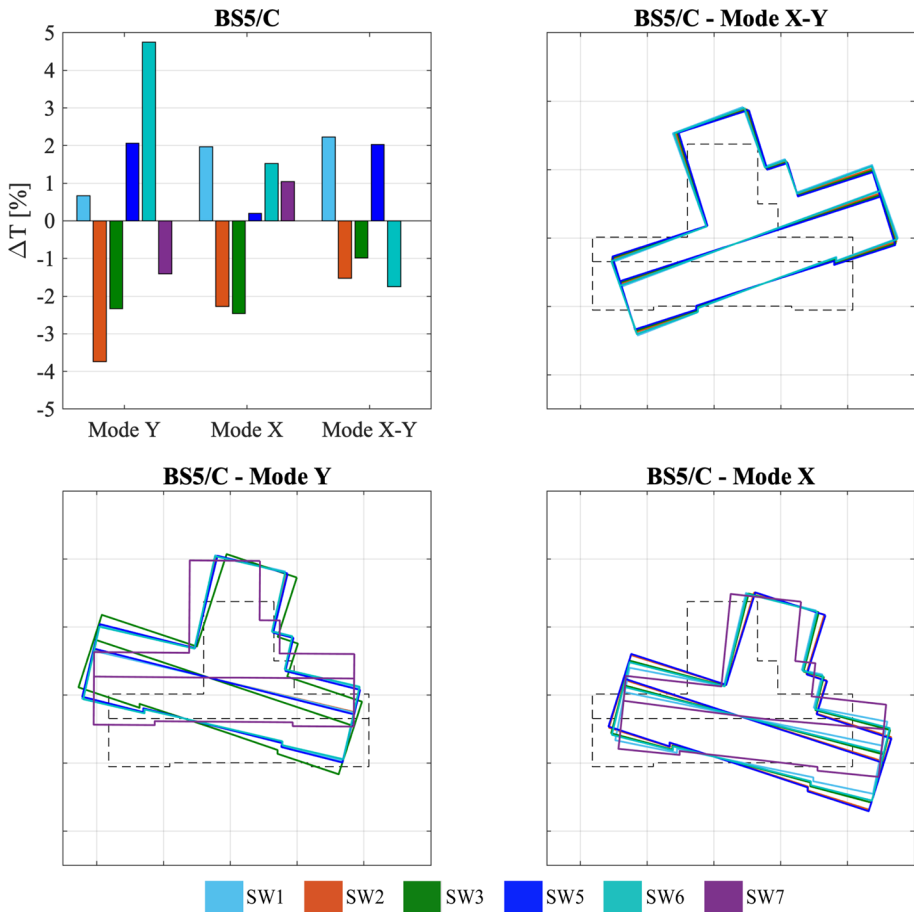 BS5/C
ΔT [%]
5
4
3
2
1
0
-1
-2
-3
-4
-5
Mode Y Mode X Mode X-Y
BS5/C - Mode X-Y
BS5/C - Mode Y
BS5/C - Mode X
SW1 SW2 SW3 SW5 SW6 SW7